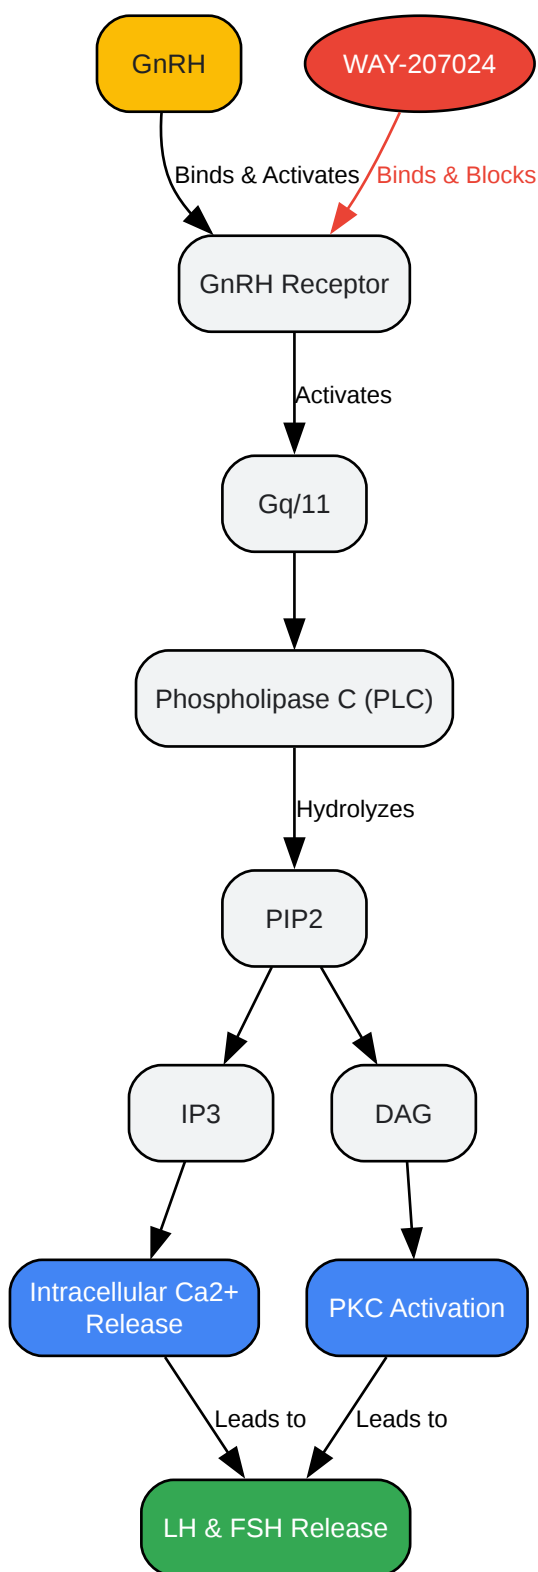 GnRH
WAY-207024
Binds & Activates
Binds & Blocks
GnRH Receptor
Activates
Gq/11
Phospholipase C (PLC)
Hydrolyzes
PIP2
IP3
DAG
Intracellular Ca2+
Release
PKC Activation
Leads to
Leads to
LH & FSH Release